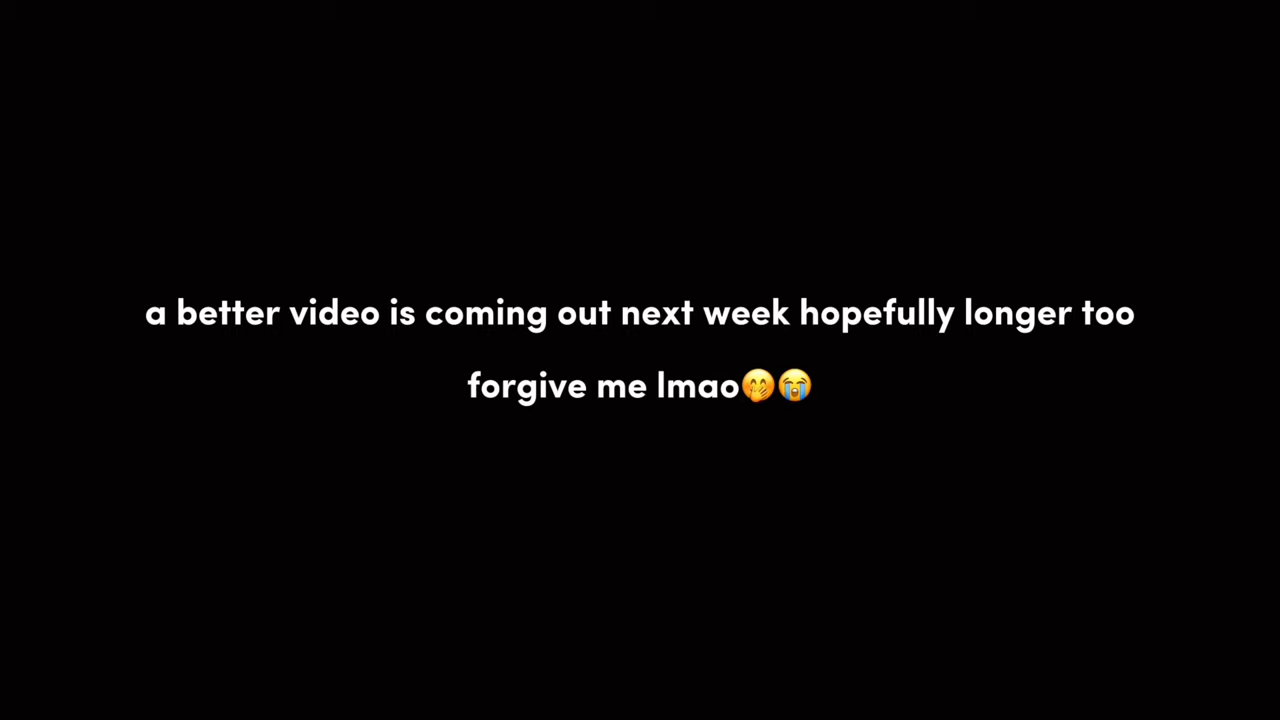 a better video is coming out next week hopefully longer too
forgive me lmao🤭😭